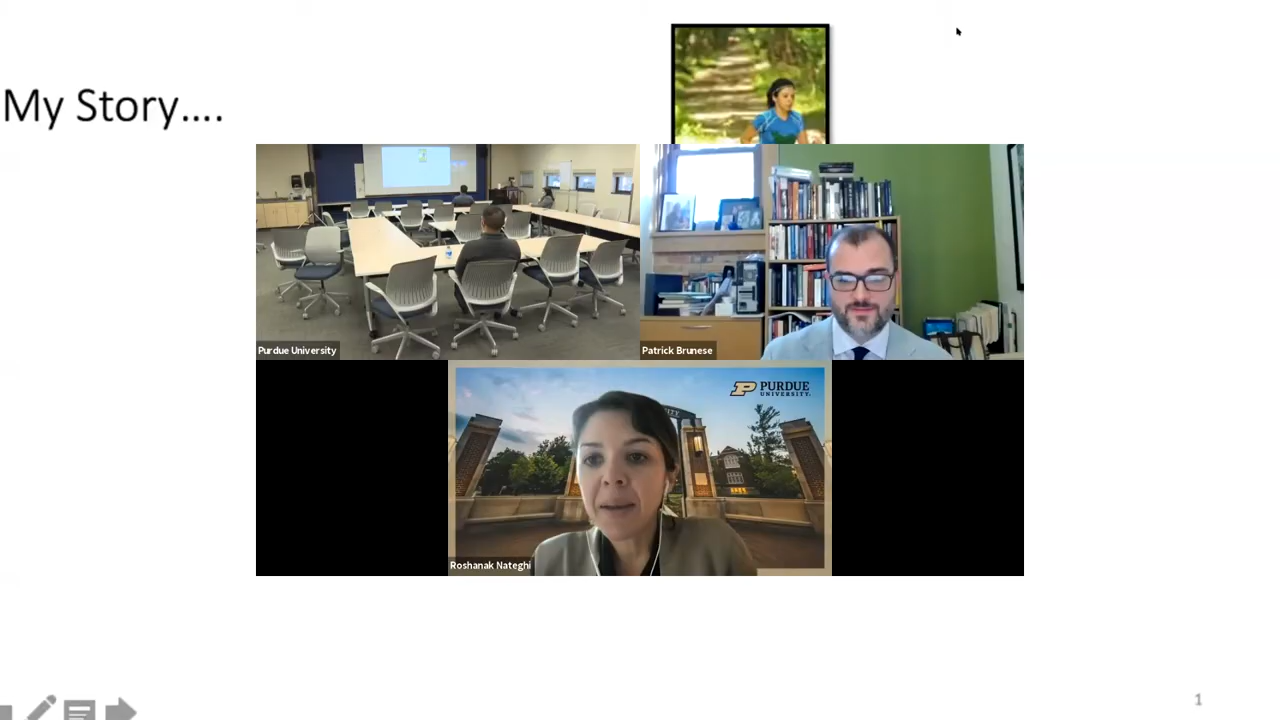 My Story....
Purdue University
Patrick Brunese
PURDUE
UNIVERSITY.
Roshanak Nateghi
1